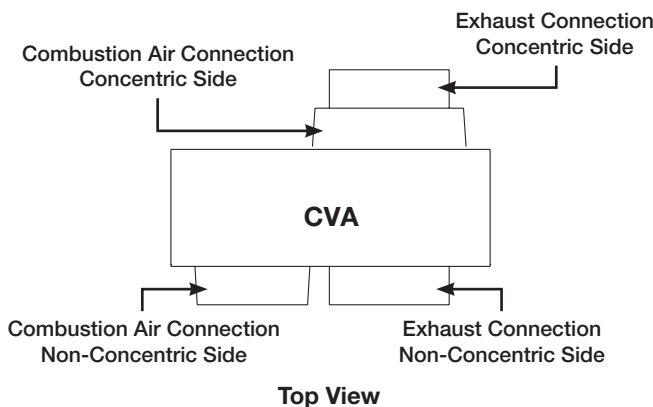 Exhaust Connection
Concentric Side
Combustion Air Connection
Concentric Side
CVA
Combustion Air Connection
Non-Concentric Side
Exhaust Connection
Non-Concentric Side
Top View